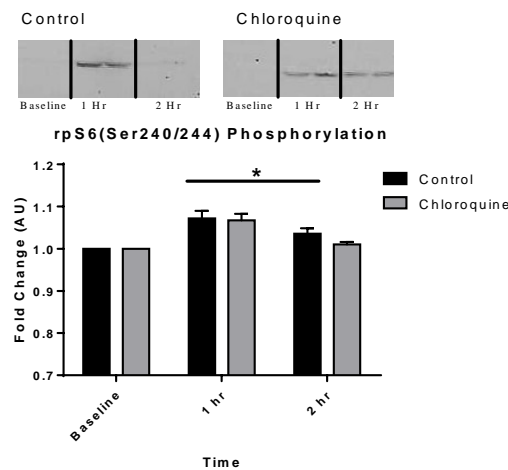 Control Chloroquine
Baseline 1 Hr 2 Hr Baseline 1 Hr 2 Hr
rpS6(Ser240/244) Phosphorylation
1.2
1.1
1.0
0.9
0.8
0.7
Fold Change (AU)
*
Control
Chloroquine
Baseline
1 hr
2 hr
Time